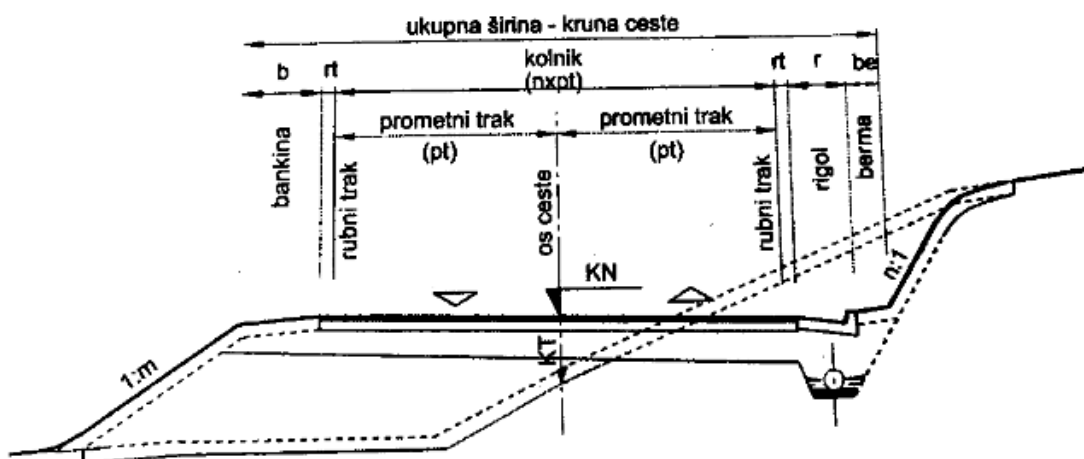 ukupna širina - kruna ceste
b
rt
kolnik
(nxpt)
rt
r
be
prometni trak
(pt)
prometni trak
(pt)
bankina
rubni trak
os ceste
rubni trak
rigol
berma
KN
n:1
1:m
KT